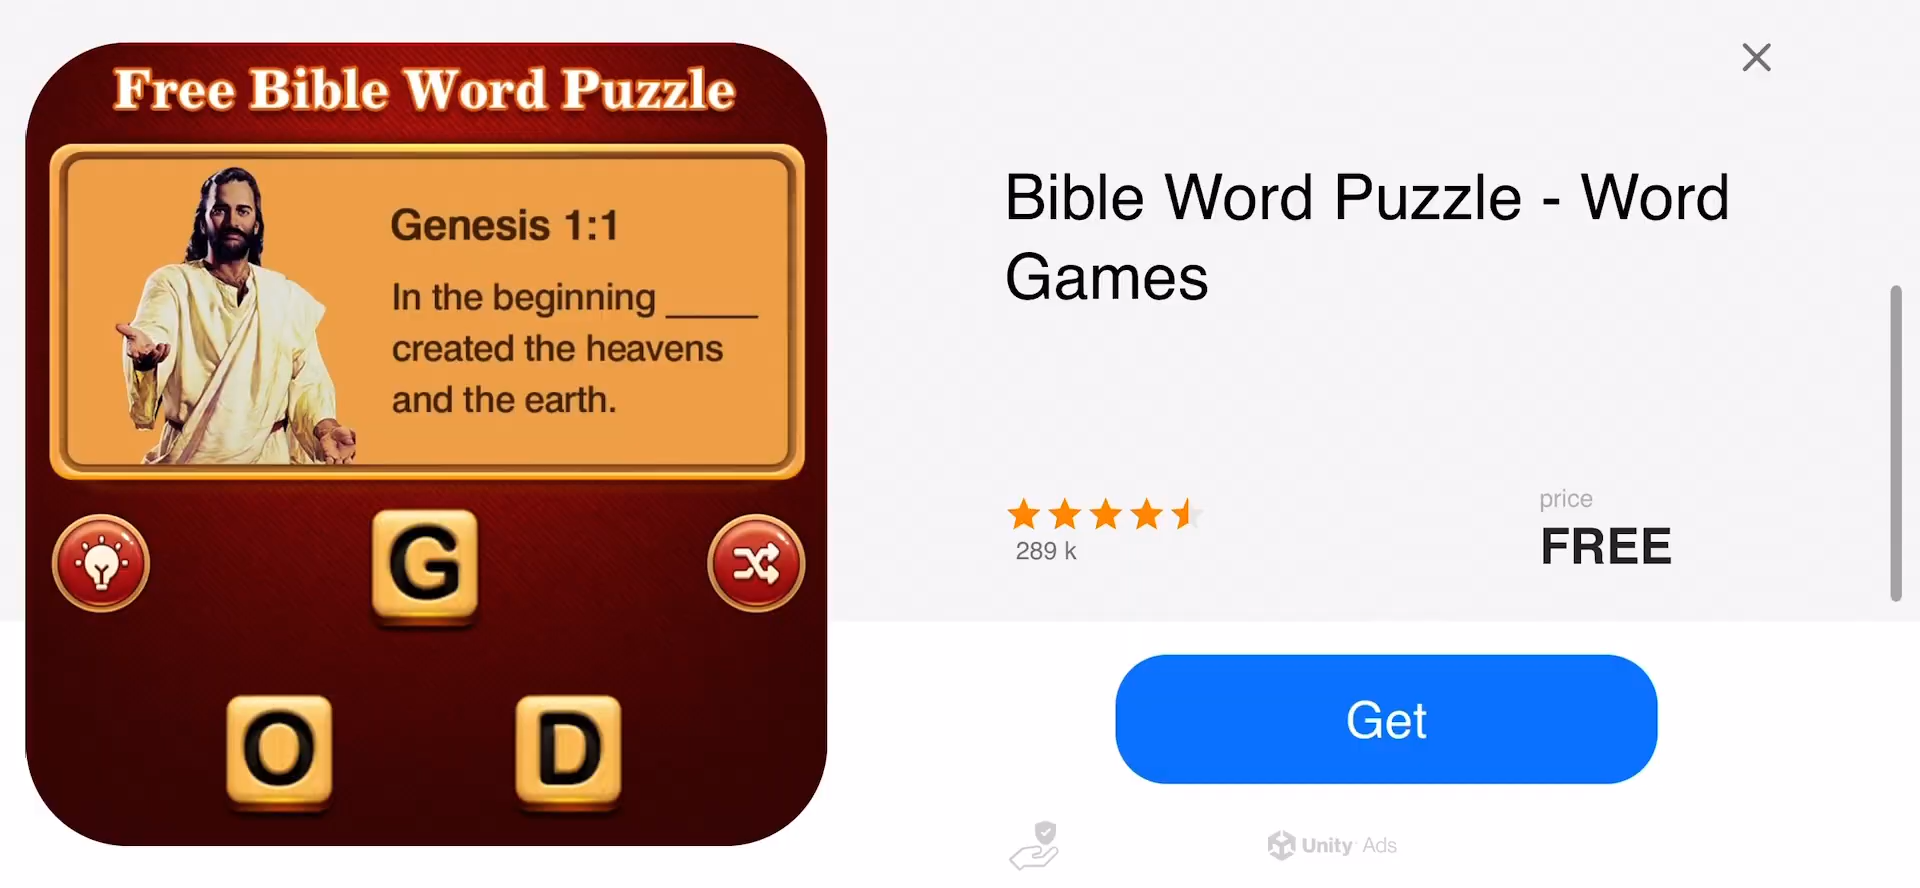 Free Bible Word Puzzle
Genesis 1:1
In the beginning _____
created the heavens
and the earth.
G
O D
Bible Word Puzzle - Word
Games
289 k
price
FREE
Get
Unity Ads